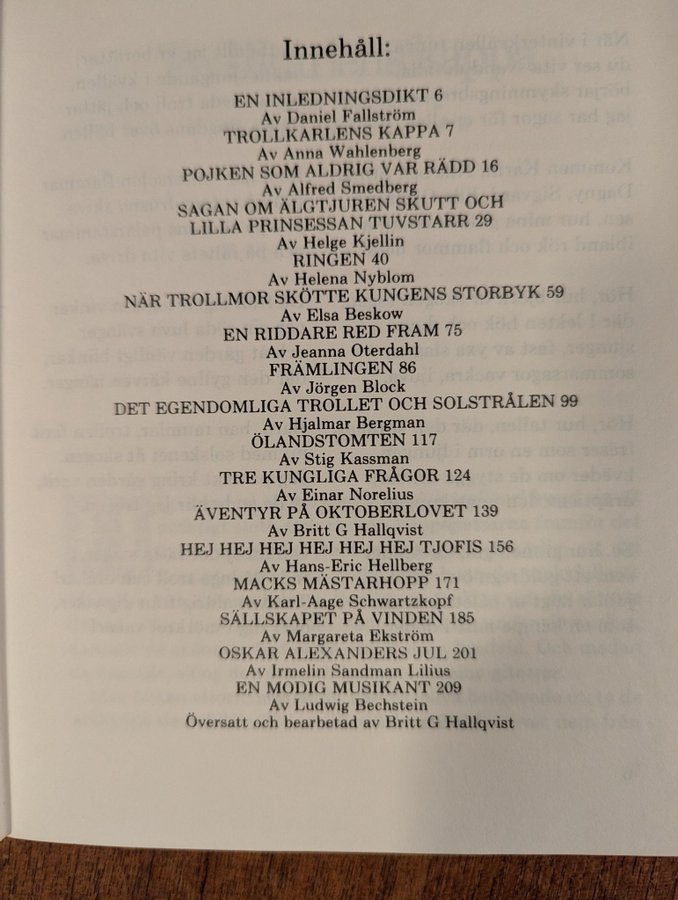 Innehåll:
EN INLEDNINGSDIKT 6
Av Daniel Fallström
TROLLKARLENS KAPPA 7
Av Anna Wahlenberg
POJKEN SOM ALDRIG VAR RÄDD 16
Av Alfred Smedberg
SAGAN OM ÄLGTJUREN SKUTT OCH
LILLA PRINSESSAN TUVSTARR 29
Av Helge Kjellin
RINGEN 40
Av Helena Nyblom
NÄR TROLLMOR SKÖTTE KUNGENS STORBYK 59
Av Elsa Beskow
EN RIDDARE RED FRAM 75
Av Jeanna Oterdahl
FRÄMLINGEN 86
Av Jörgen Block
DET EGENDOMLIGA TROLLET OCH SOLSTRÅLEN 99
Av Hjalmar Bergman
ÖLANDSTOMTEN 117
Av Stig Kassman
TRE KUNGLIGA FRÅGOR 124
Av Einar Norelius
ÄVENTYR PÅ OKTOBERLOVET 139
Av Britt G Hallqvist
HEJ HEJ HEJ HEJ HEJ HEJ TJOFIS 156
Av Hans-Eric Hellberg
MACKS MÄSTARHOPP 171
Av Karl-Aage Schwartzkopf
SÄLLSKAPET PÅ VINDEN 185
Av Margareta Ekström
OSKAR ALEXANDERS JUL 201
Av Irmelin Sandman Lilius
EN MODIG MUSIKANT 209
Av Ludwig Bechstein
Översatt och bearbetad av Britt G Hallqvist